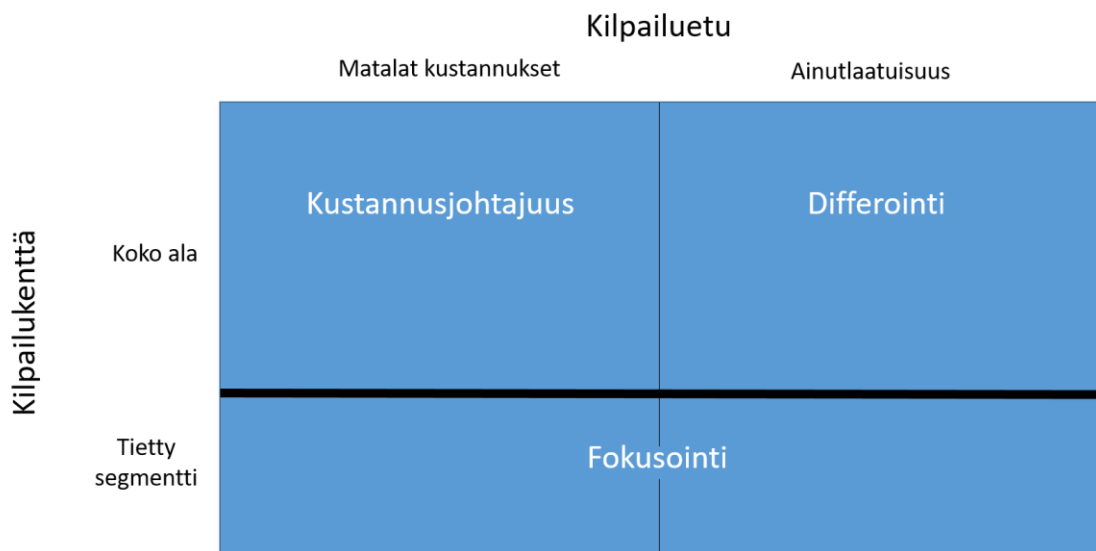 Kilpailuetu
Matalat kustannukset
Ainutlaatuisuus
Kilpailukenttä
Koko ala
Kustannusjohtajuus
Differointi
Tietty
segmentti
Fokusointi